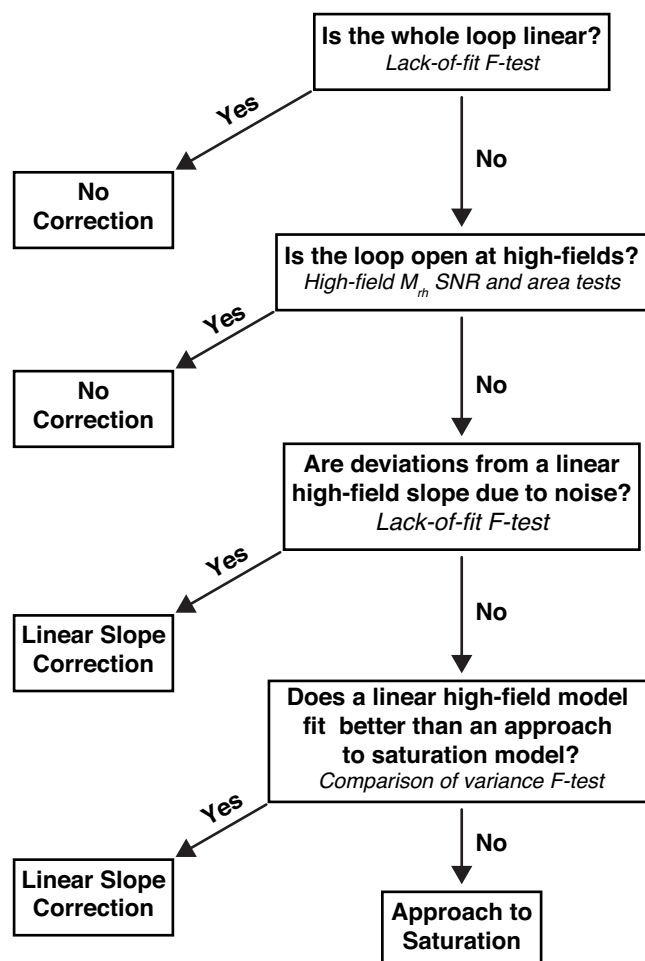 Is the whole loop linear?
Lack-of-fit F-test
Yes
No
No
Correction
Is the loop open at high-fields?
High-field Mrh SNR and area tests
Yes
No
No
Correction
Are deviations from a linear
high-field slope due to noise?
Lack-of-fit F-test
Yes
No
Linear Slope
Correction
Does a linear high-field model
fit better than an approach
to saturation model?
Comparison of variance F-test
Yes
No
Linear Slope
Correction
Approach to
Saturation